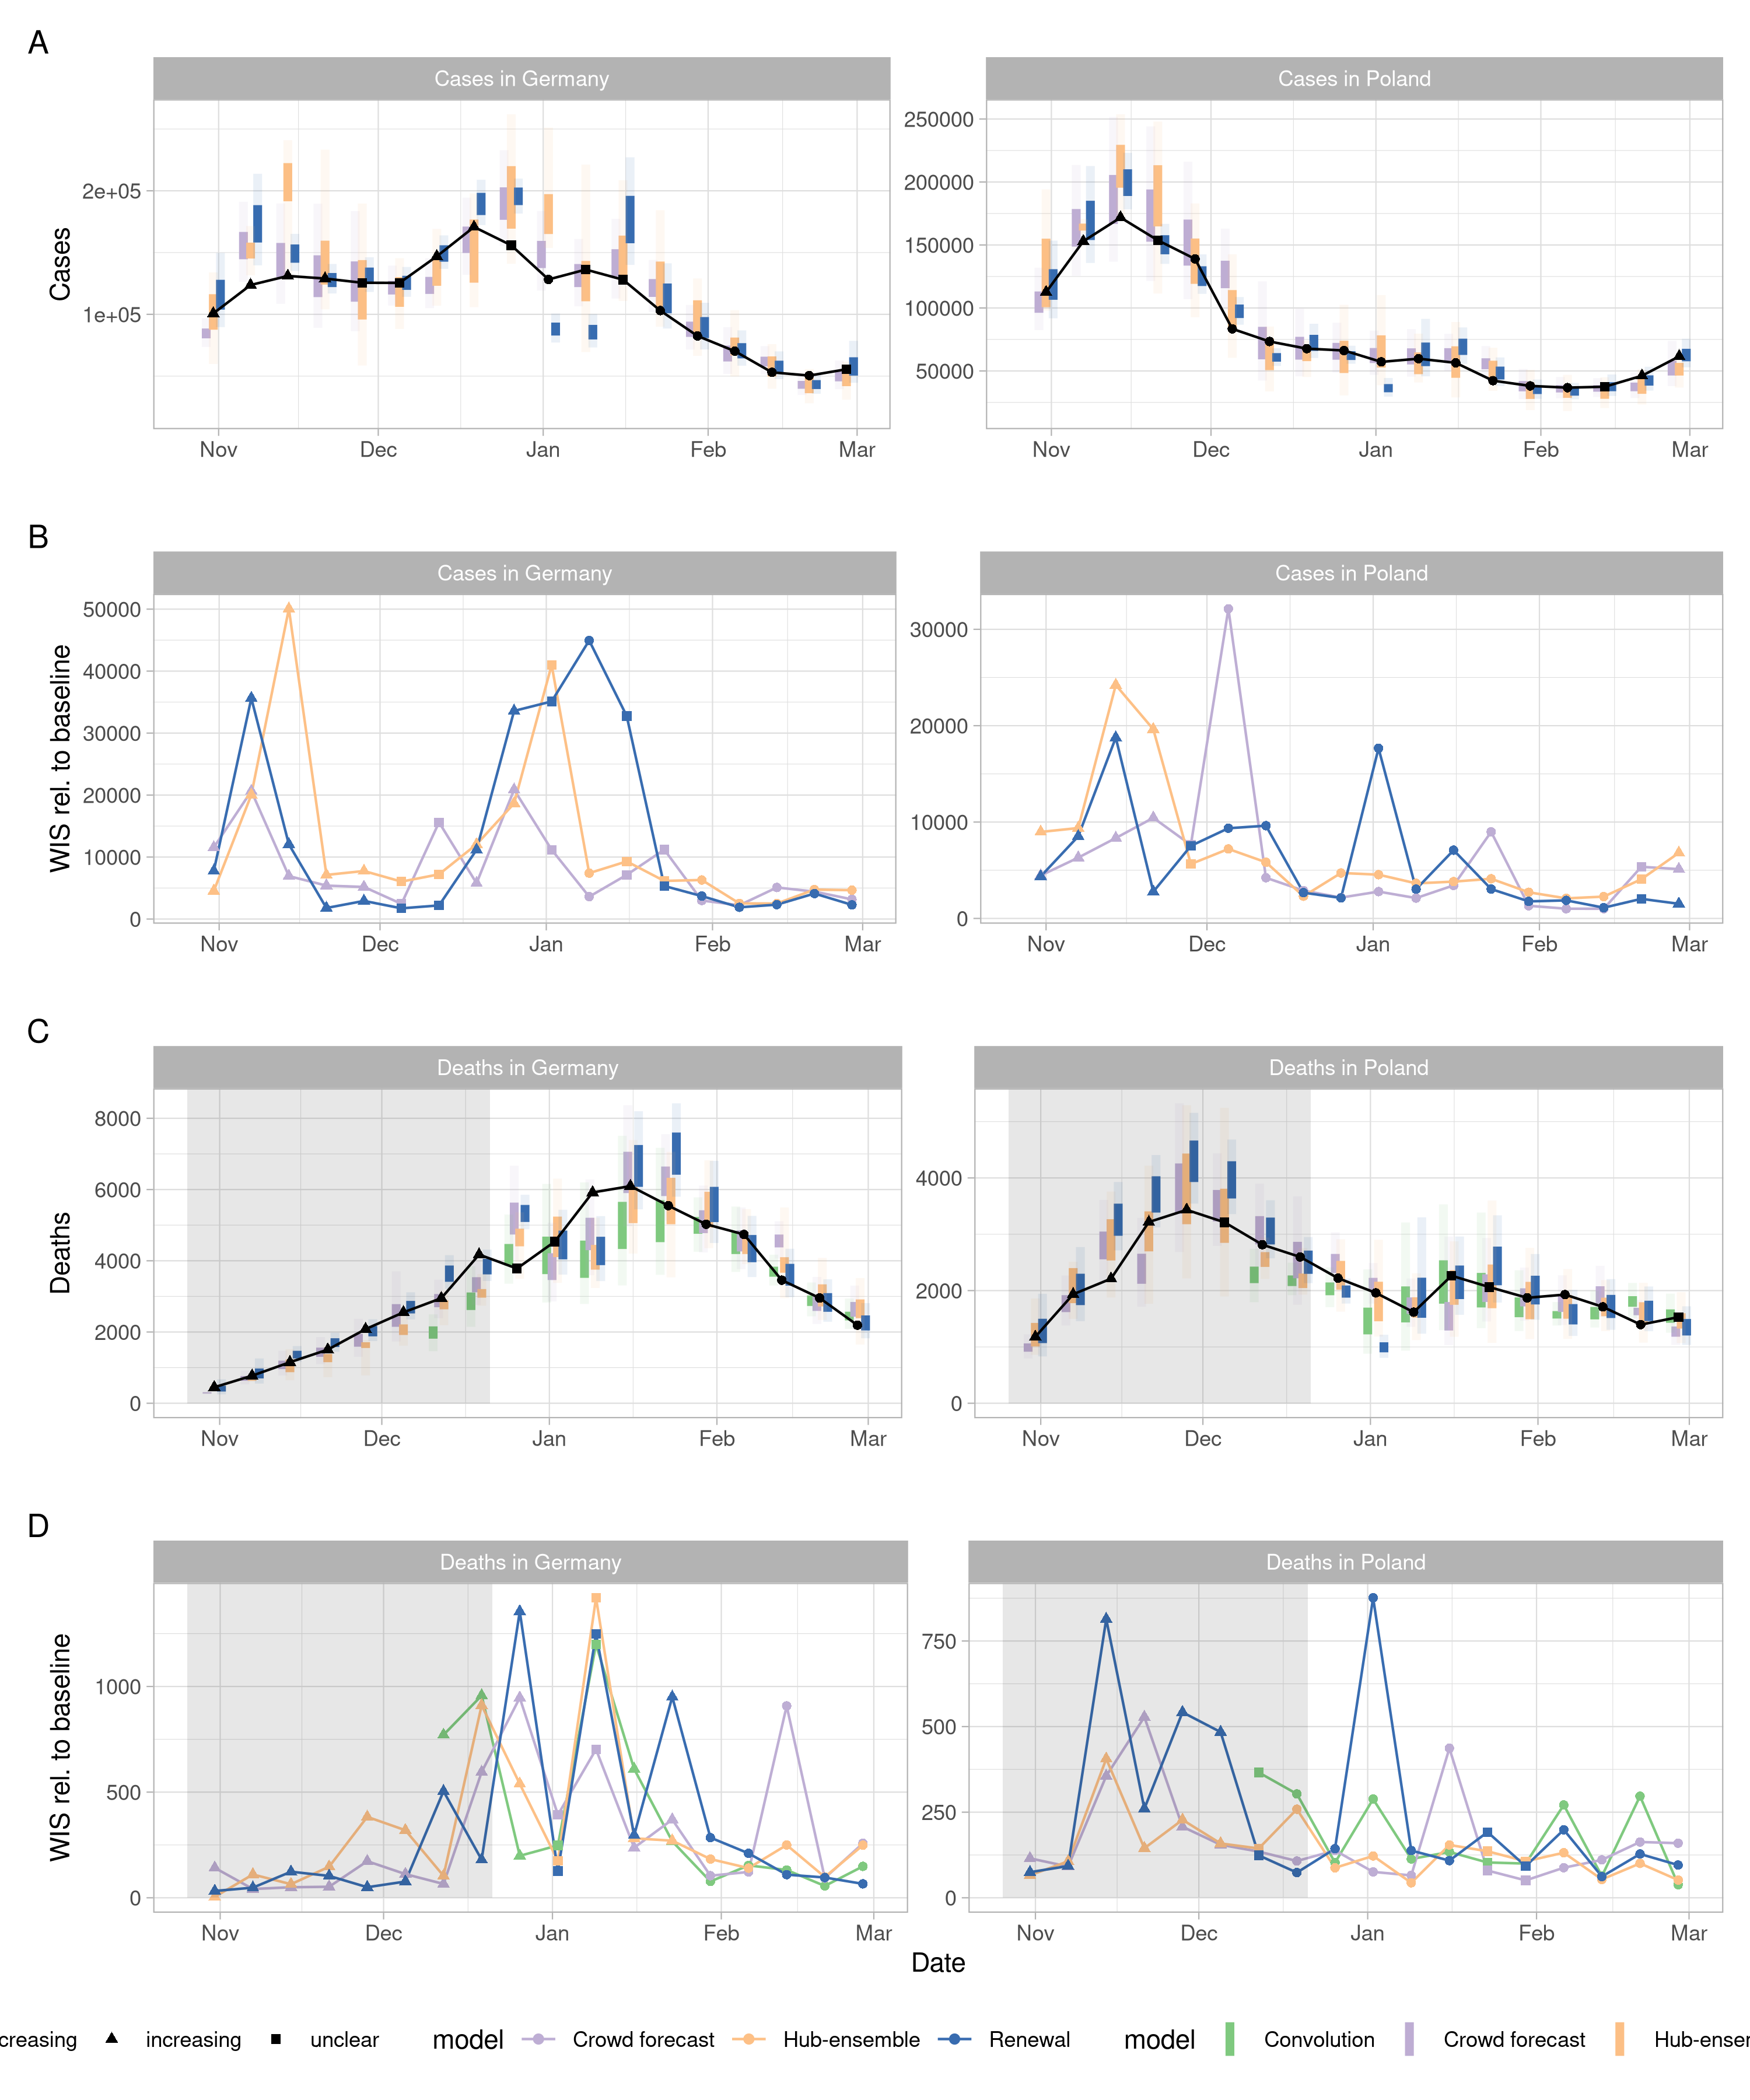 A
Cases in Germany
Cases in Poland
Cases
2e+05
1e+05
Nov Dec Jan Feb Mar
250000
200000
150000
100000
50000
Nov Dec Jan Feb Mar
B
Cases in Germany
Cases in Poland
WIS rel. to baseline
50000
40000
30000
20000
10000
0
Nov Dec Jan Feb Mar
30000
20000
10000
0
Nov Dec Jan Feb Mar
C
Deaths in Germany
Deaths in Poland
Deaths
8000
6000
4000
2000
0
Nov Dec Jan Feb Mar
4000
2000
0
Nov Dec Jan Feb Mar
D
Deaths in Germany
Deaths in Poland
WIS rel. to baseline
1000
500
0
Nov Dec Jan Feb Mar
750
500
250
0
Nov Dec Jan Feb Mar
Date
creasing increasing unclear model Crowd forecast Hub-ensemble Renewal model Convolution Crowd forecast Hub-enser